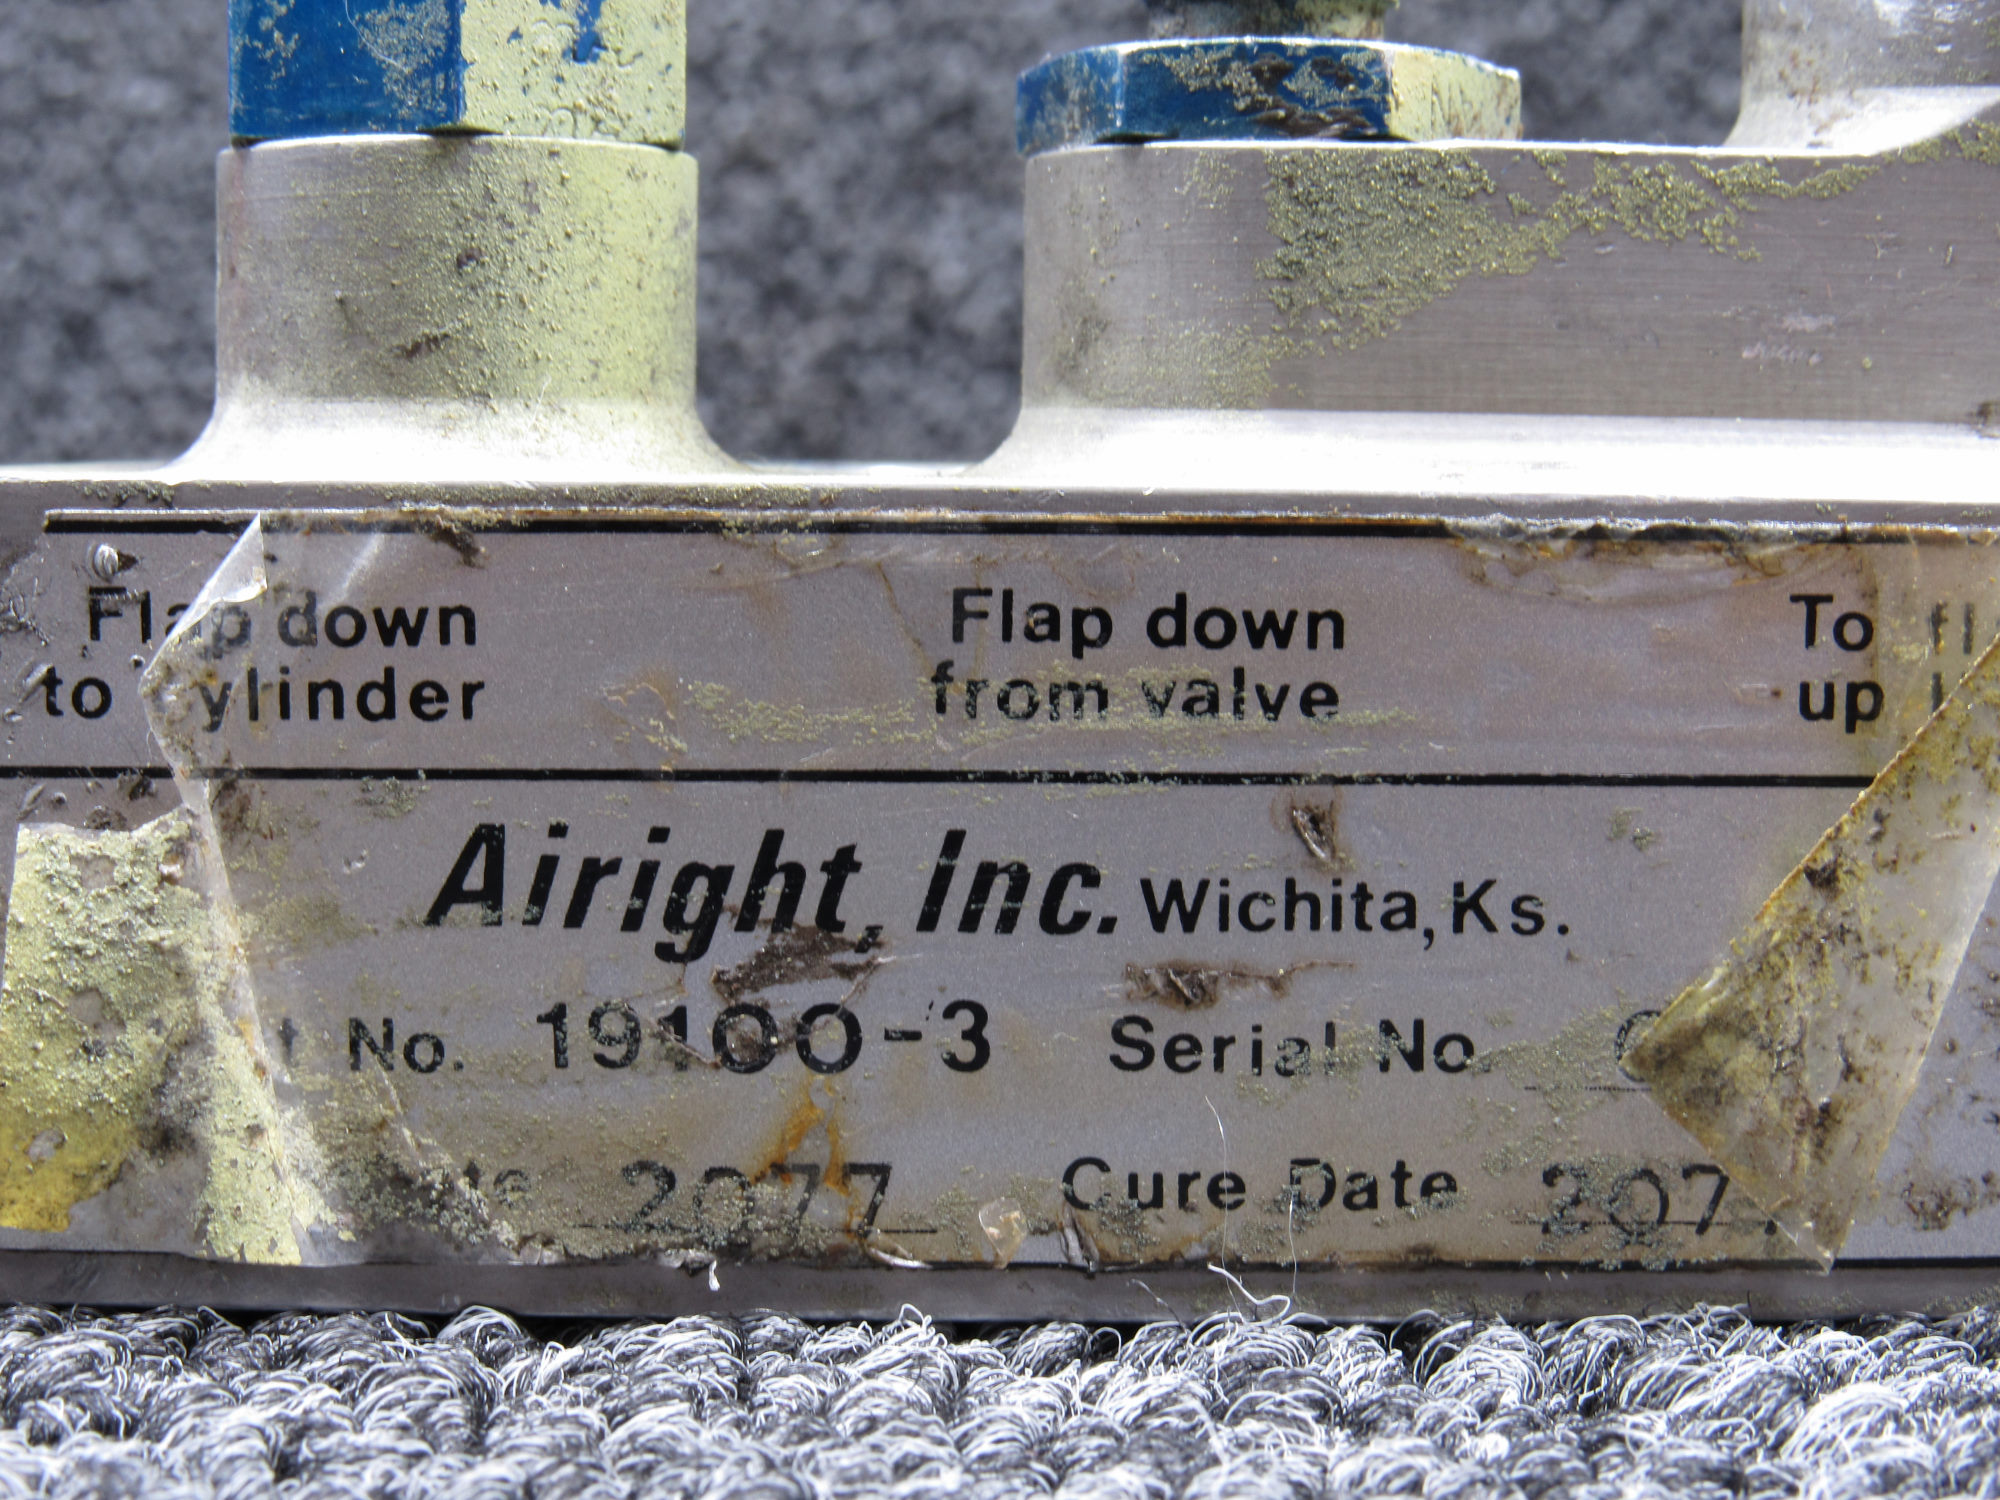 Flap down
to cylinder
Flap down
from valve
To
up
Airight, Inc. Wichita, Ks.
No. 19100-3 Serial No.
2077 Cure Date